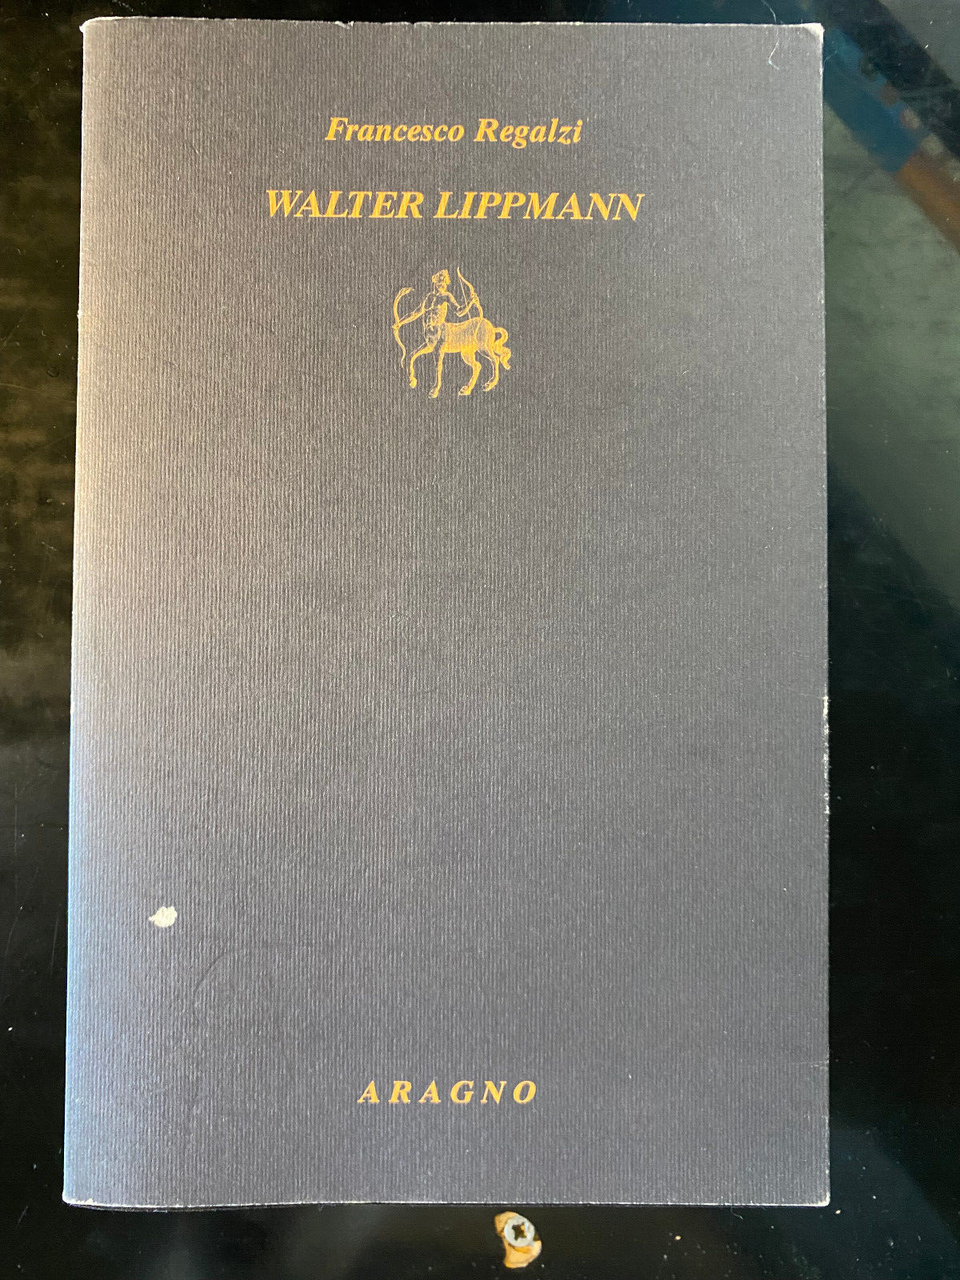 Francesco Regalzi
WALTER LIPPMANN
ARAGNO